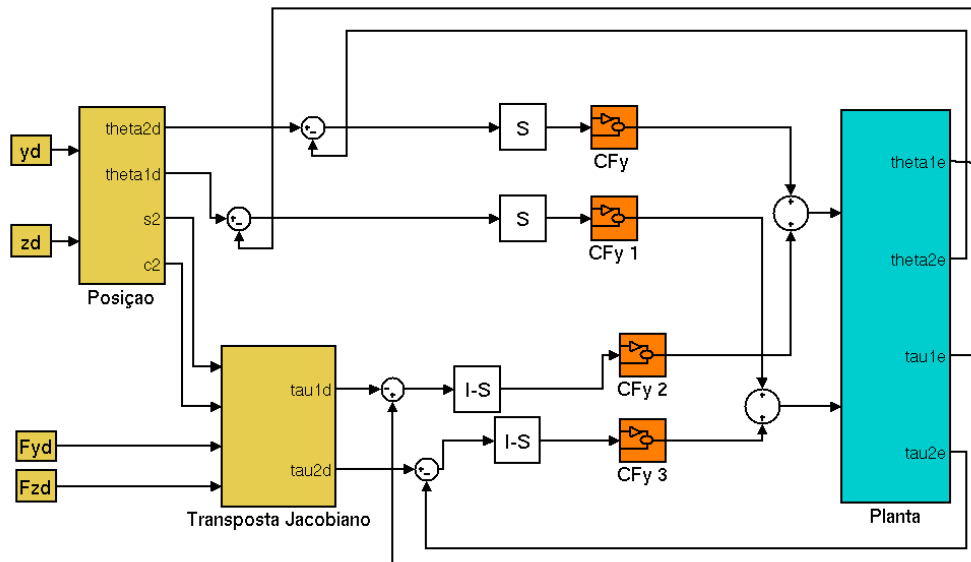 yd
zd
theta2d
theta1d
s2
c2
Posiçao
Fyd
Fzd
tau1d
tau2d
Transposta Jacobiano
+
-
+
-
-
+
+
-
S
S
I-S
I-S
CFy
CFy 1
CFy 2
CFy 3
+
+
+
+
theta1e
theta2e
tau1e
tau2e
Planta